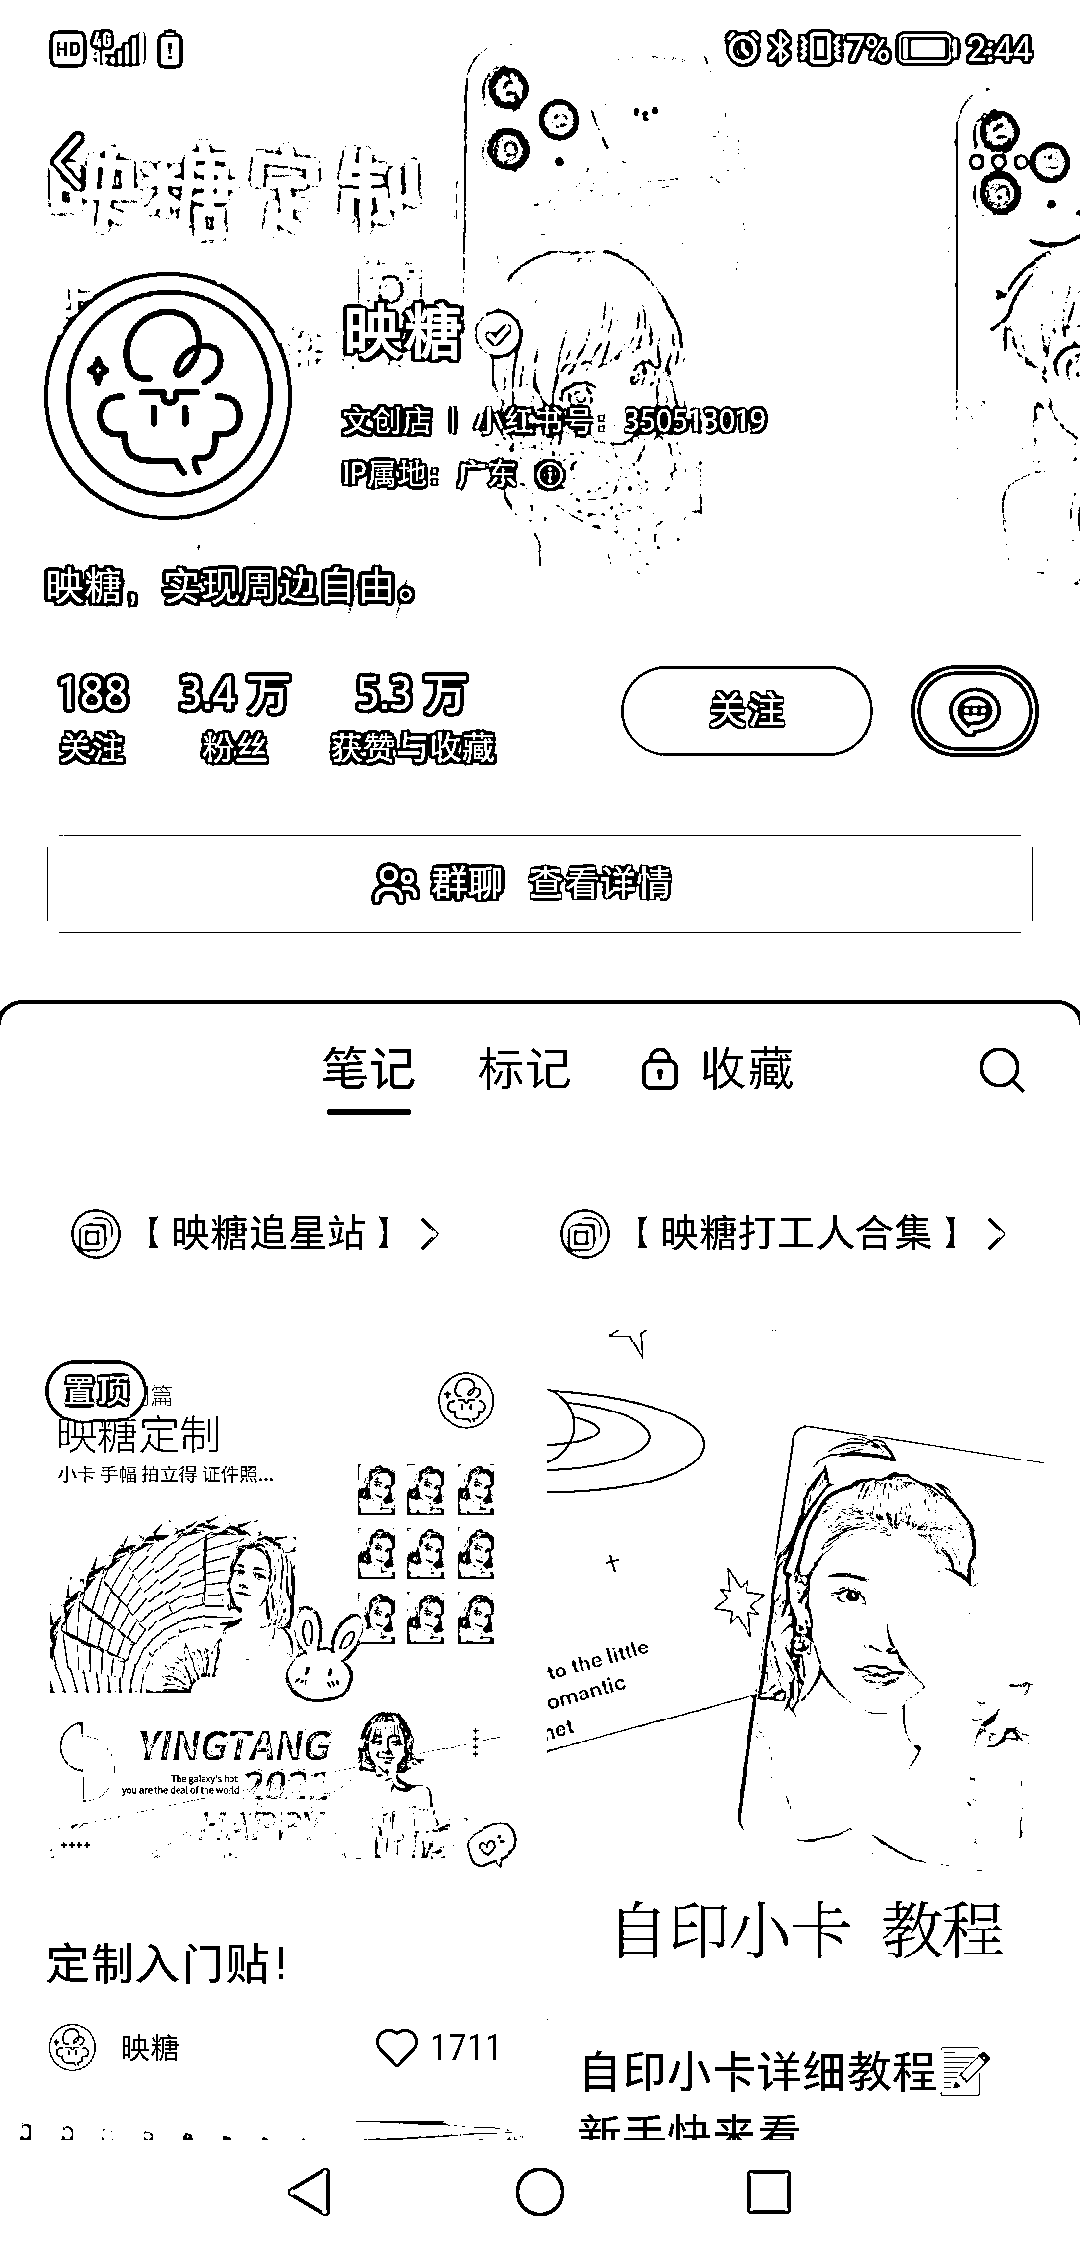 HD 4G 7% 2:44
映糖定制
映糖
文创店 | 小红书号：350513019
IP属地：广东
映糖，实现周边自由。
188 3.4万 5.3万
关注 粉丝 获赞与收藏
关注
群聊 查看详情
笔记 标记 收藏
【映糖追星站】 【映糖打工人合集】
置顶
篇
映糖定制
小卡 手幅 拍立得 证件照...
YINGTANG
The galaxy's hot
you are the deal of the world
HAPPY
to the little
omantic
net
自印小卡 教程
定制入门贴！
映糖 1711
自印小卡详细教程📝
新手快来看